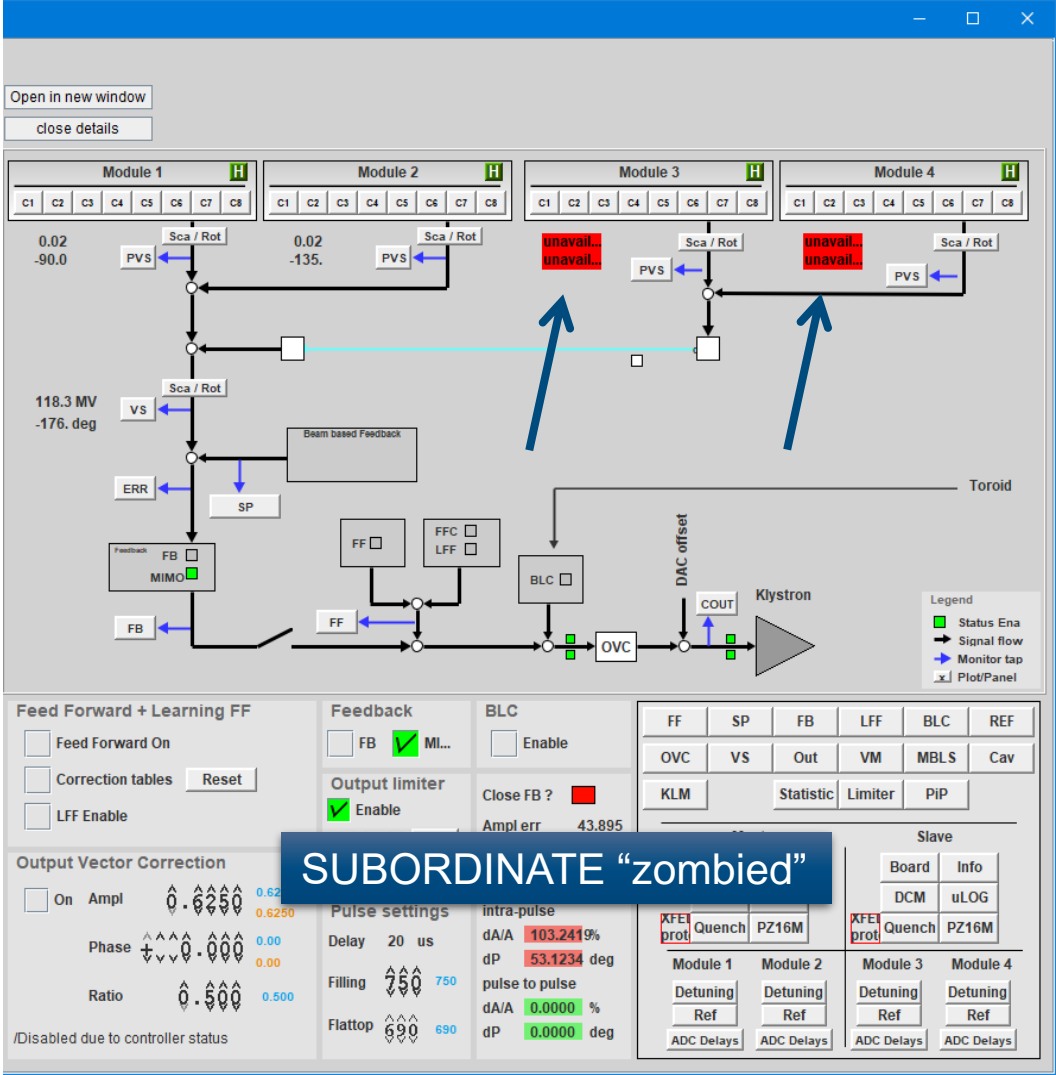 Open in new window
close details
Module 1 H Module 2 H Module 3 H Module 4 H
C1 C2 C3 C4 C5 C6 C7 C8 C1 C2 C3 C4 C5 C6 C7 C8 C1 C2 C3 C4 C5 C6 C7 C8 C1 C2 C3 C4 C5 C6 C7 C8
0.02 Sca / Rot 0.02 Sca / Rot unavail... Sca / Rot unavail... Sca / Rot
-90.0 PVS -135. PVS unavail... PVS unavail... PVS
118.3 MV Sca / Rot
-176. deg VS
Beam based Feedback
ERR
SP
Toroid
Feedback FB
MIMO
FF
FFC
LFF
BLC
DAC offset
COUT
Klystron
FB
FF
OVC
Legend
Status Ena
Signal flow
Monitor tap
x Plot/Panel
Feed Forward + Learning FF
Feed Forward On
Correction tables Reset
LFF Enable
Feedback
FB MI...
BLC
Enable
Output limiter
Enable
Close FB ?
Ampl err 43.895
FF SP FB LFF BLC REF
OVC VS Out VM MBLS Cav
KLM Statistic Limiter PiP
Slave
Board Info
DCM uLOG
XFEL
prot Quench PZ16M
XFEL
prot Quench PZ16M
SUBORDINATE “zombied”
Output Vector Correction
On Ampl 0.6250 0.62
0.6250
Phase + 0.000 0.00
0.00
Ratio 0.500 0.500
/Disabled due to controller status
Pulse settings
Delay 20 us
Filling 750 750
Flattop 690 690
intra-pulse
dA/A 103.2419%
dP 53.1234 deg
pulse to pulse
dA/A 0.0000 %
dP 0.0000 deg
Module 1 Module 2 Module 3 Module 4
Detuning Detuning Detuning Detuning
Ref Ref Ref Ref
ADC Delays ADC Delays ADC Delays ADC Delays